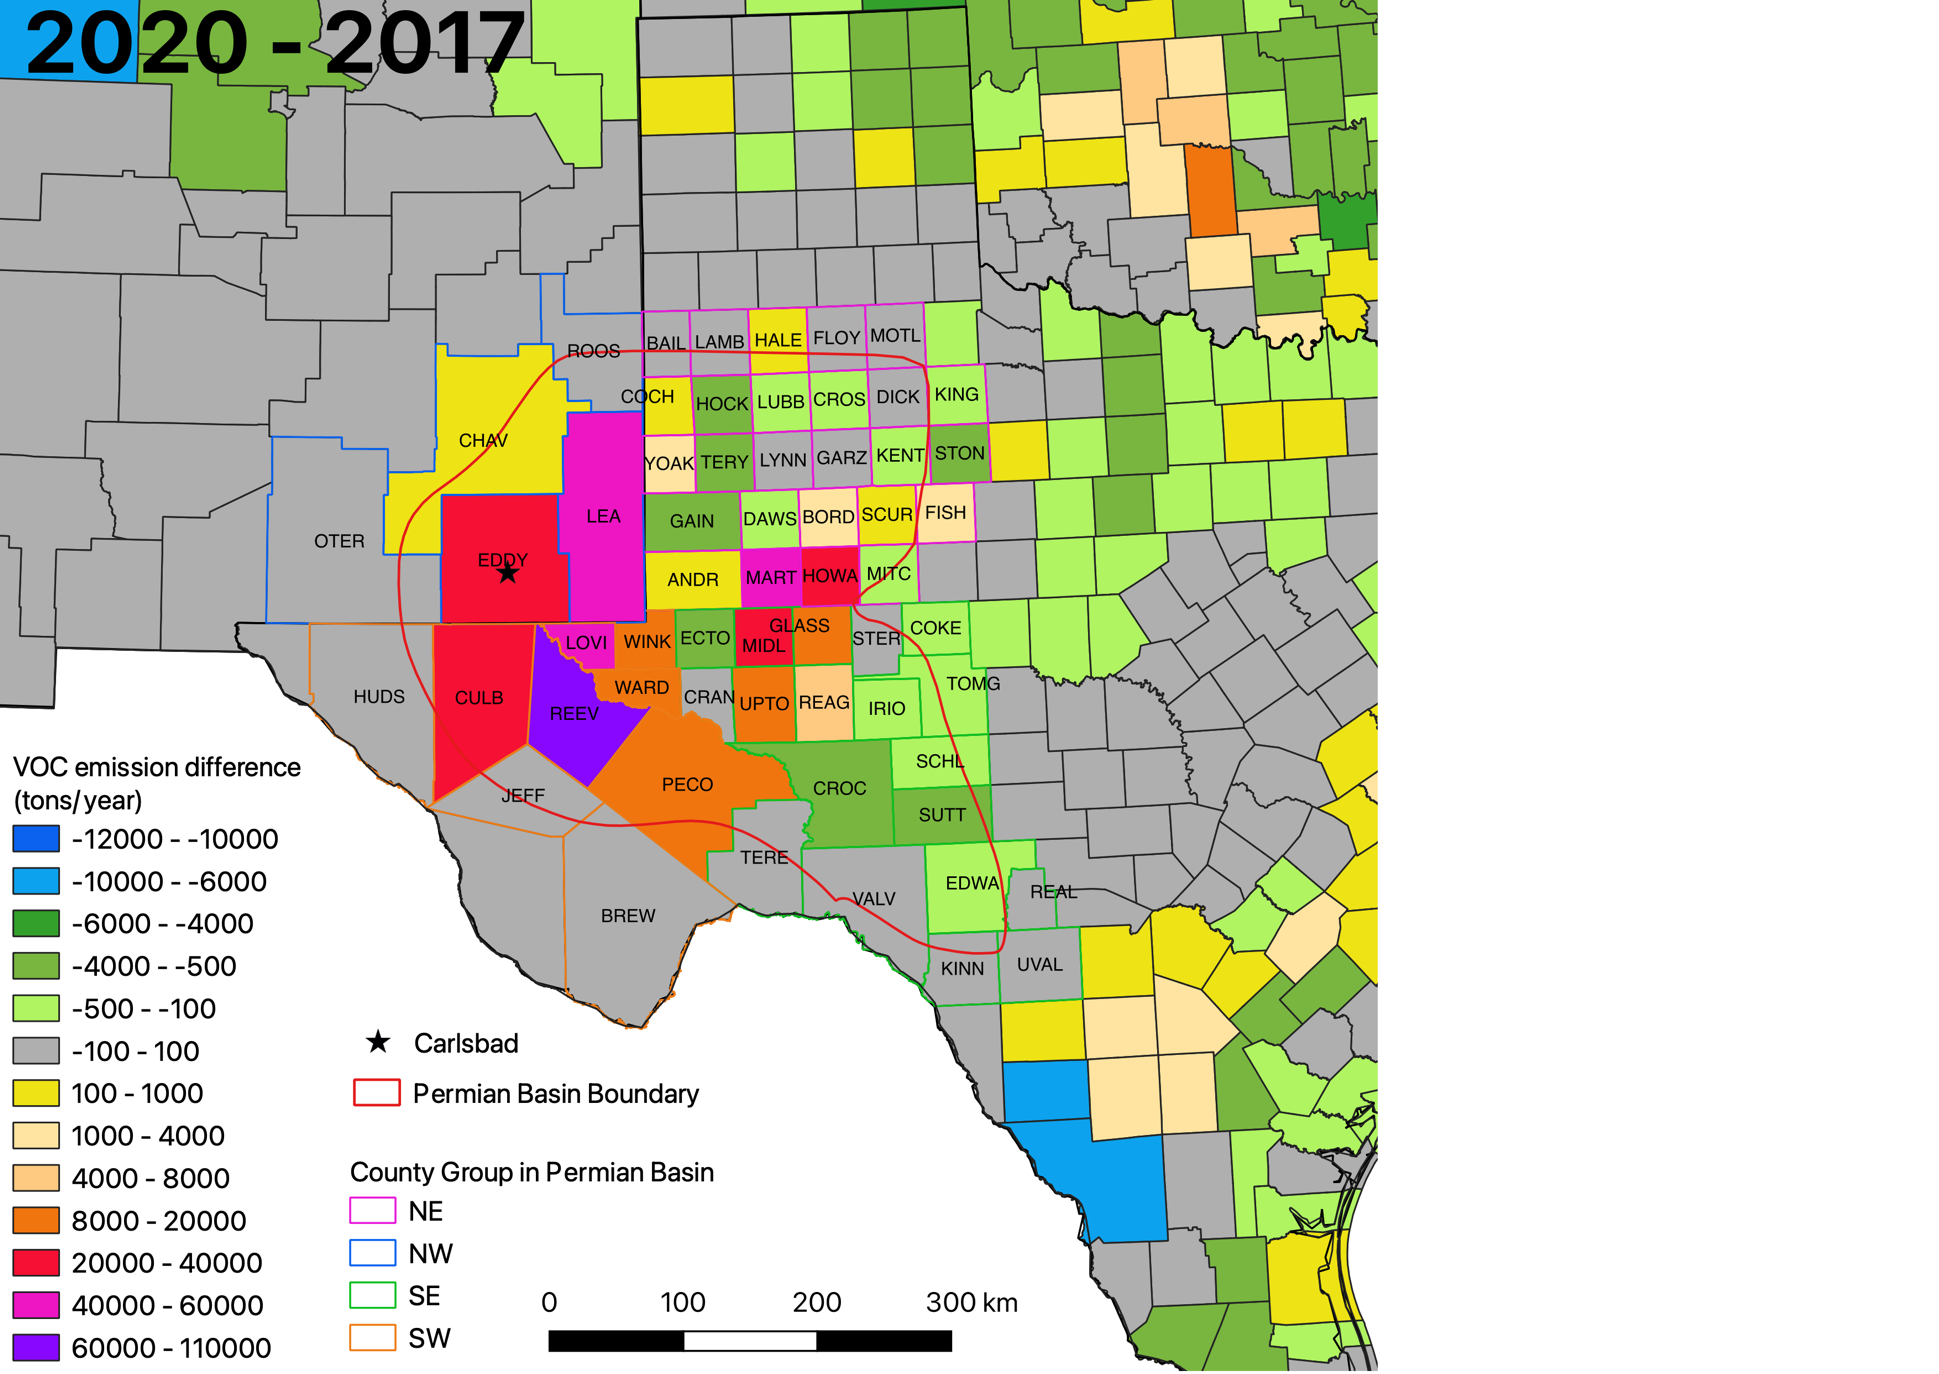 2020 - 2017
ROOS
BAIL
LAMB
HALE
FLOY
MOTL
COCH
HOCK
LUBB
CROS
DICK
KING
CHAV
YOAK
TERY
LYNN
GARZ
KENT
STON
OTER
EDDY
LEA
GAIN
DAWS
BORD
SCUR
FISH
ANDR
MART
HOWA
MITC
HUDS
CULB
LOVI
WINK
ECTO
MIDL
GLASS
STER
COKE
REEV
WARD
CRAN
UPTO
REAG
IRIO
TOMG
JEFF
PECO
CROC
SCHL
SUTT
BREW
TERE
VALV
EDWA
REAL
KINN
UVAL
VOC emission difference
(tons/year)
-12000 - -10000
-10000 - -6000
-6000 - -4000
-4000 - -500
-500 - -100
-100 - 100
100 - 1000
1000 - 4000
4000 - 8000
8000 - 20000
20000 - 40000
40000 - 60000
60000 - 110000
Carlsbad
Permian Basin Boundary
County Group in Permian Basin
NE
NW
SE
SW
0 100 200 300 km